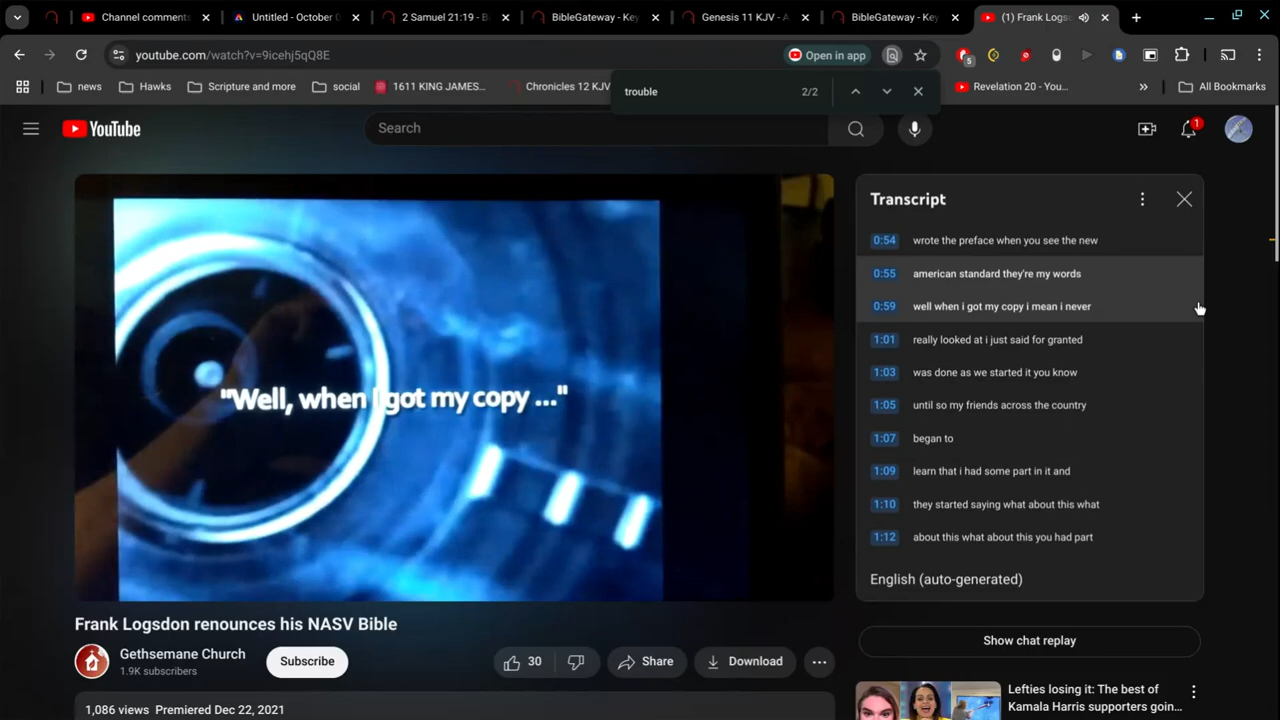 Channel comments
Untitled - October 0
2 Samuel 21:19 - B
BibleGateway - Key
Genesis 11 KJV - A
BibleGateway - Key
(1) Frank Logsdo
youtube.com/watch?v=9icehj5qQ8E
Open in app
5
news
Hawks
Scripture and more
social
1611 KING JAMES...
Chronicles 12 KJV
trouble
2/2
Revelation 20 - You...
All Bookmarks
YouTube
Search
1
Transcript
0:54 wrote the preface when you see the new
0:55 american standard they're my words
0:59 well when i got my copy i mean i never
1:01 really looked at i just said for granted
1:03 was done as we started it you know
1:05 until so my friends across the country
1:07 began to
1:09 learn that i had some part in it and
1:10 they started saying what about this what
1:12 about this what about this you had part
English (auto-generated)
"Well, when I got my copy ..."
Frank Logsdon renounces his NASV Bible
Gethsemane Church
1.9K subscribers
Subscribe
30
Share
Download
Show chat replay
1,086 views Premiered Dec 22, 2021
Lefties losing it: The best of
Kamala Harris supporters goin...